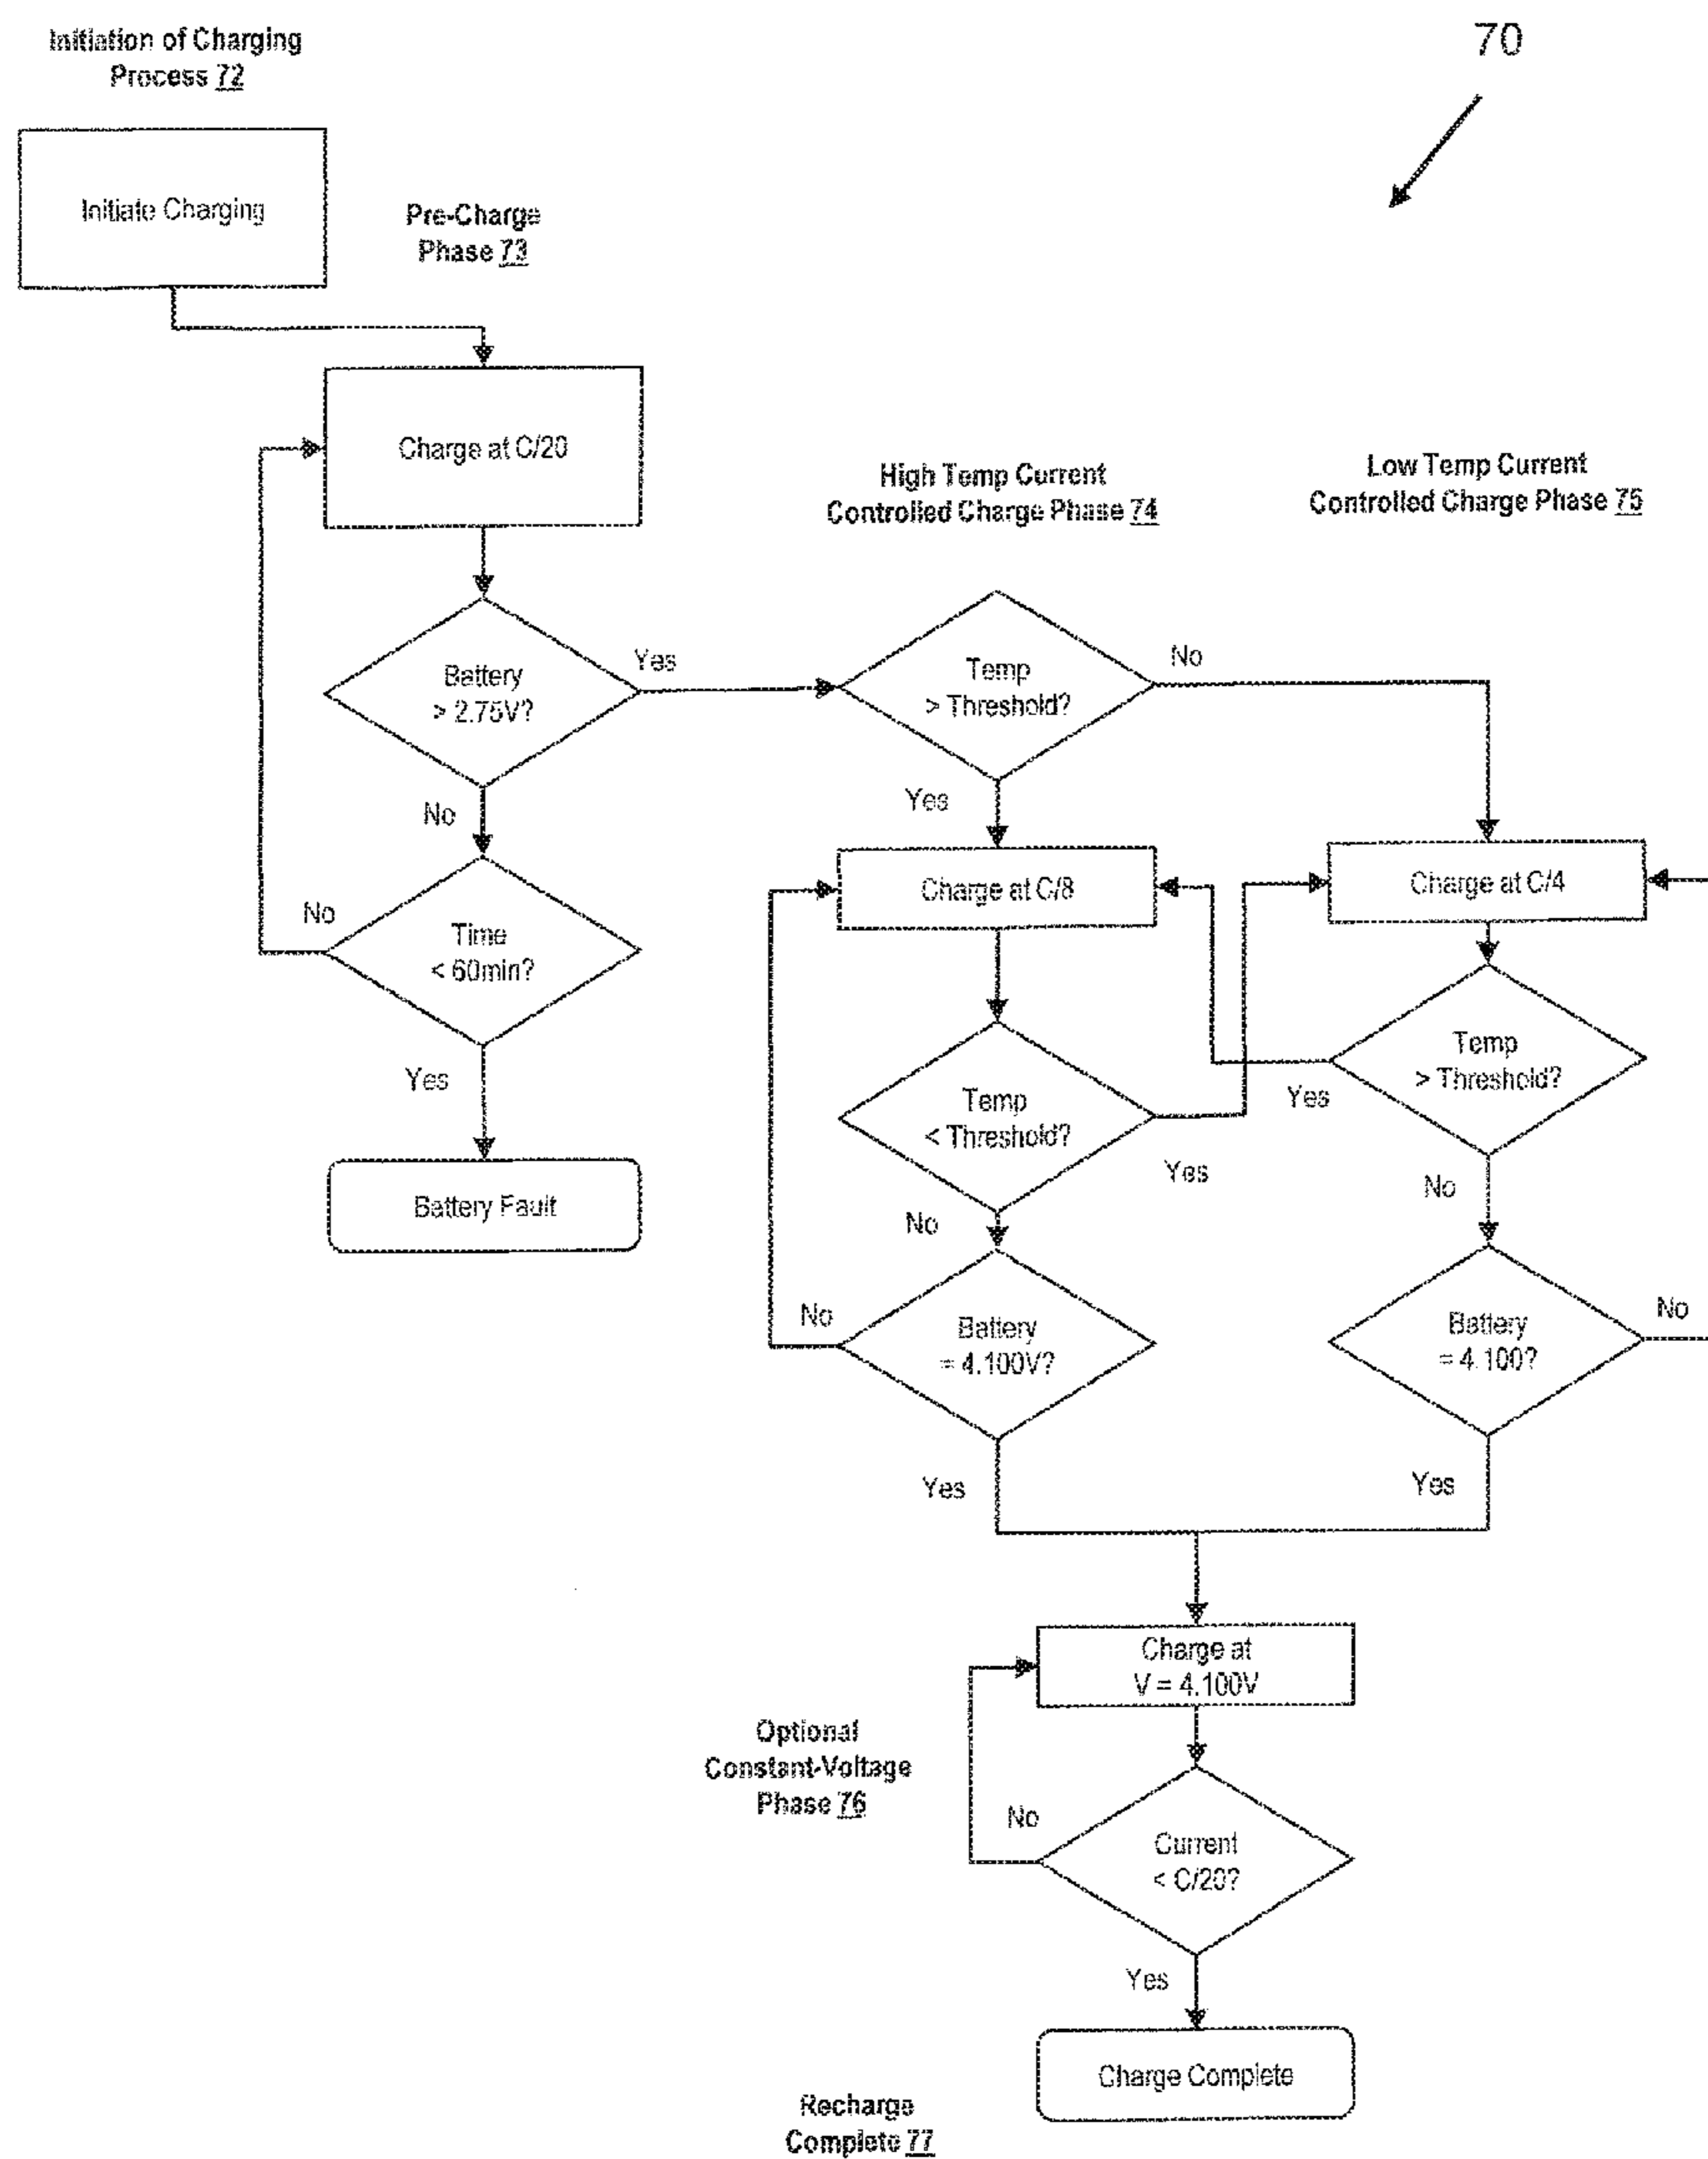 70
Initiation of Charging
Process 72
Initiate Charging
Pre-Charge
Phase 73
Charge at C/20
High Temp Current
Controlled Charge Phase 74
Low Temp Current
Controlled Charge Phase 75
Battery
> 2.75V?
Yes
Temp
> Threshold?
No
No
Yes
Charge at C/8
Charge at C/4
No
Time
< 60min?
Temp
> Threshold?
Yes
Yes
Temp
< Threshold?
Yes
No
Battery Fault
No
No
Battery
= 4.100V?
Battery
= 4.100?
No
Yes
Yes
Charge at
V = 4.100V
Optional
Constant-Voltage
Phase 76
No
Current
< C/20?
Yes
Charge Complete
Recharge
Complete 77